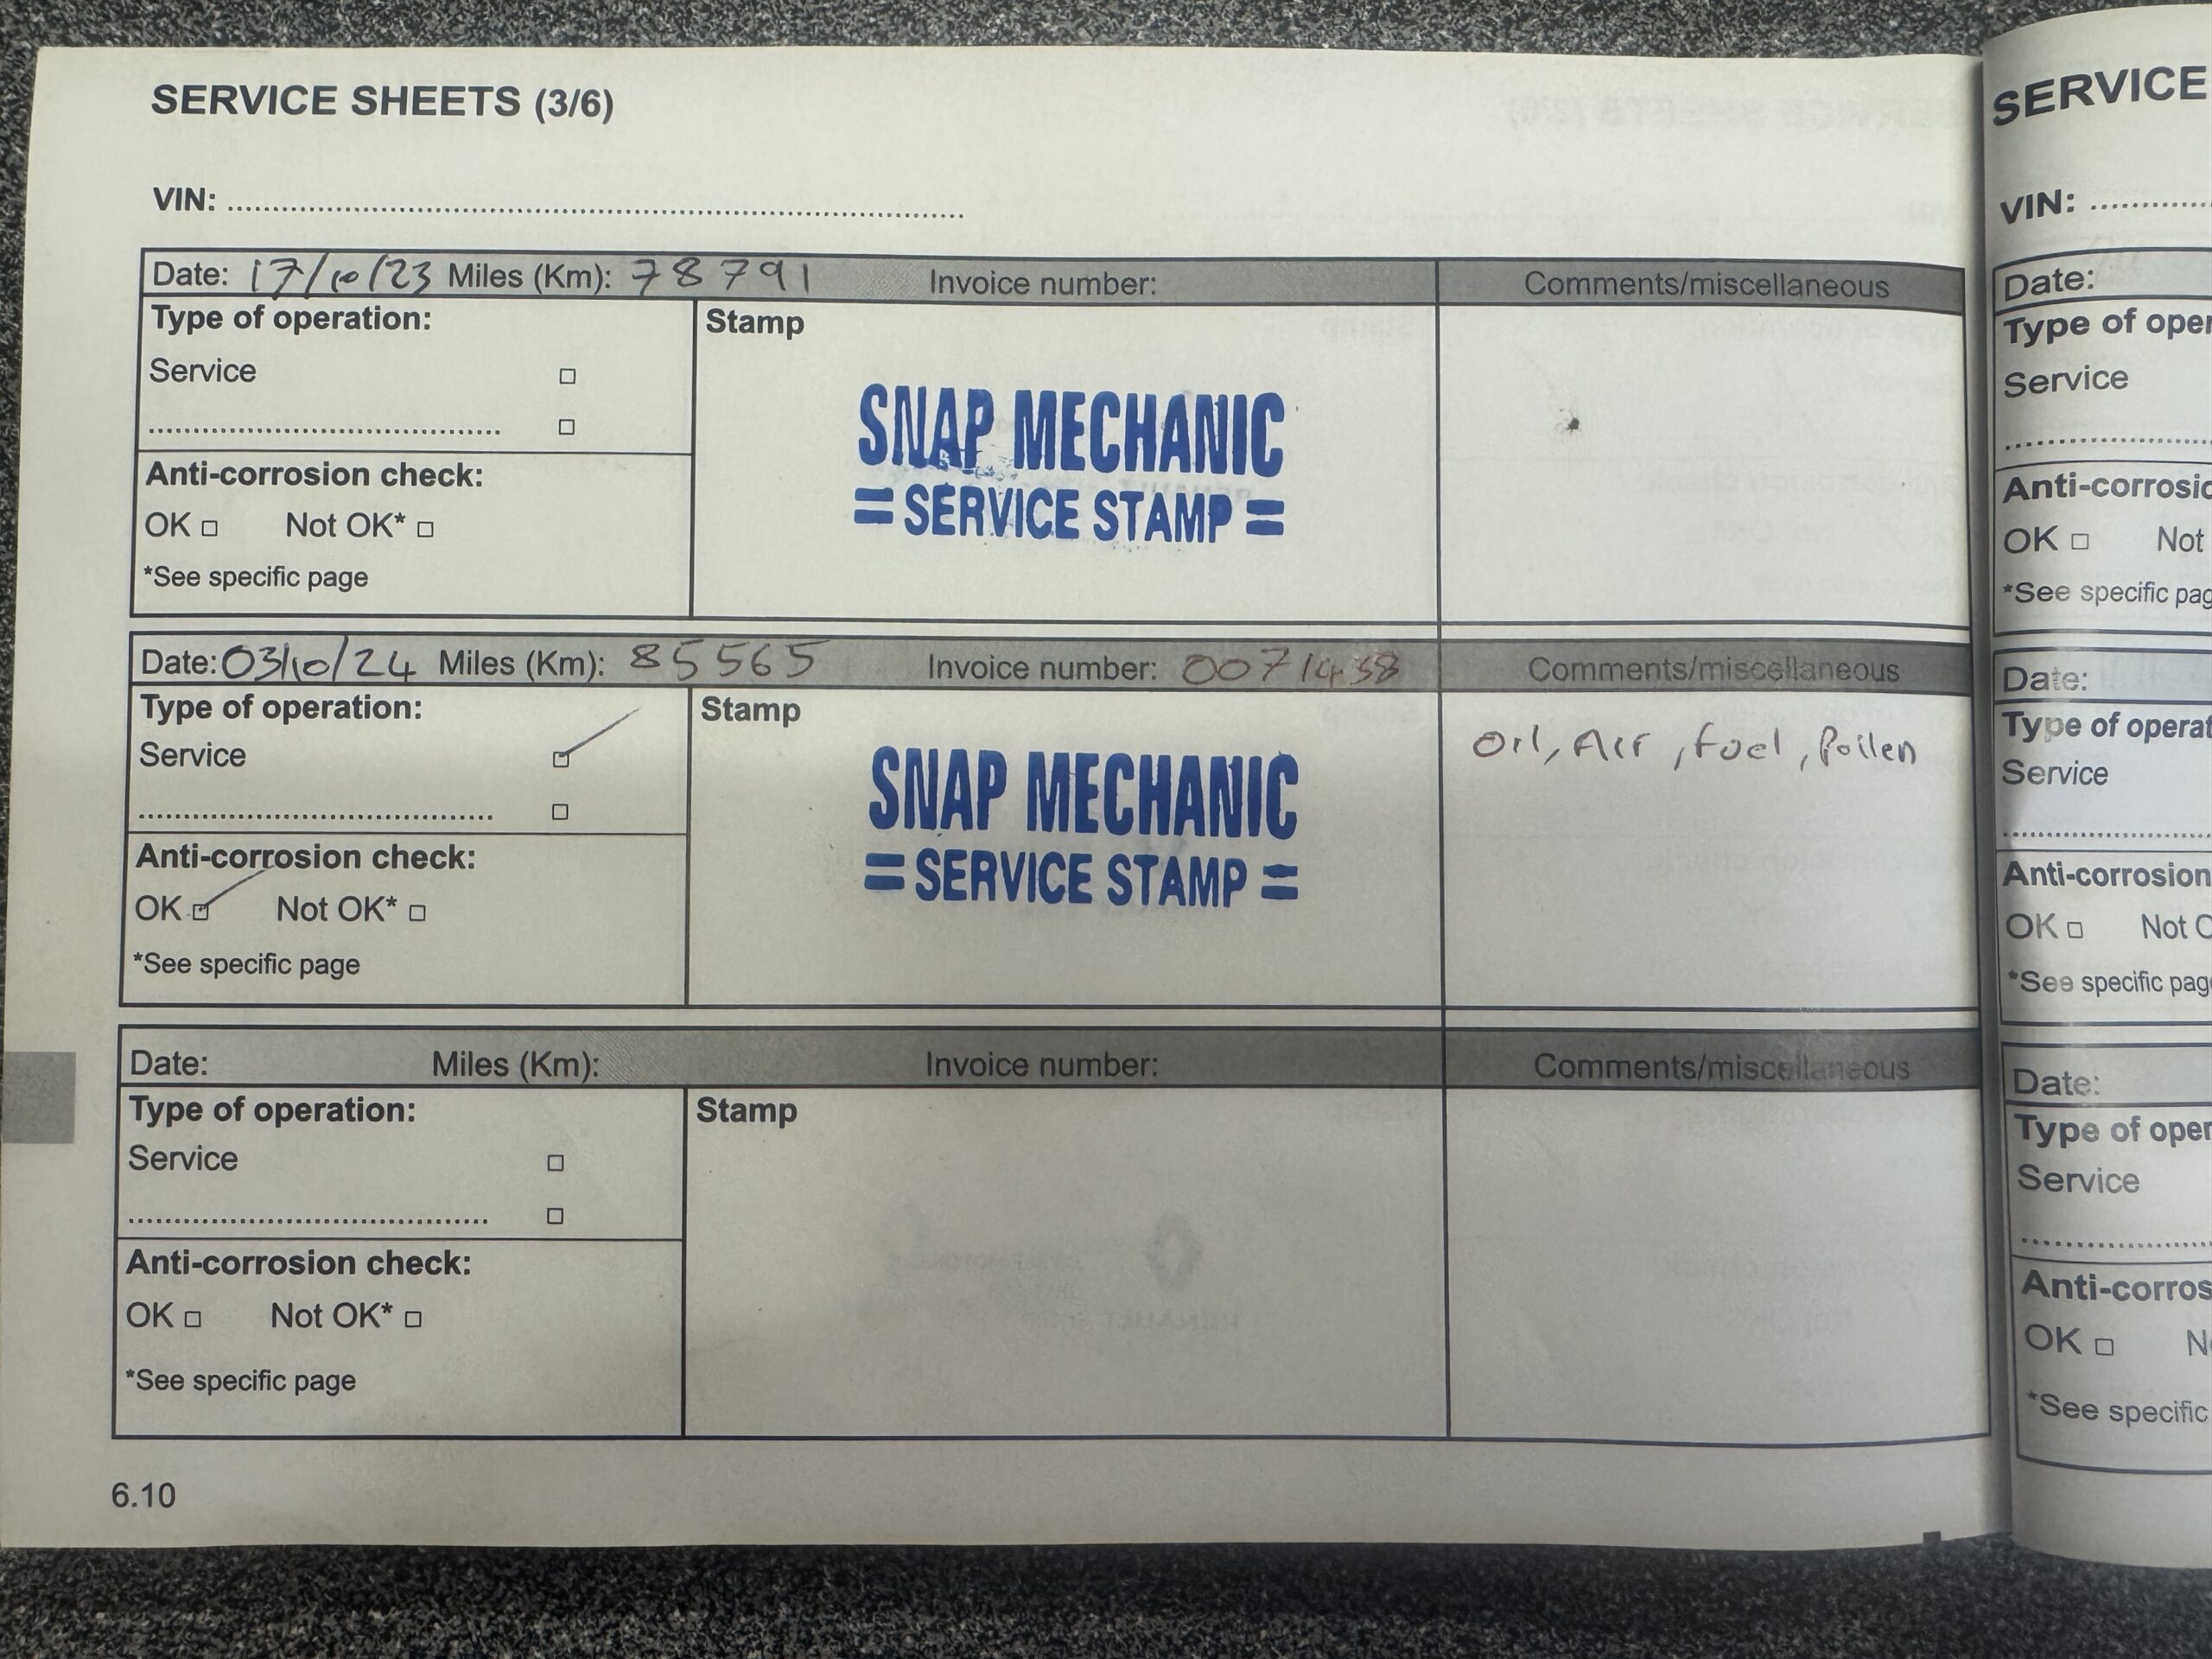 SERVICE SHEETS (3/6)
VIN: ................................................................
Date: 17/10/23 Miles (Km): 78791 Invoice number: Comments/miscellaneous
Type of operation: Stamp
Service □
.......................................... □
SNAP MECHANIC
= SERVICE STAMP =
Anti-corrosion check:
OK □ Not OK* □
*See specific page
Date: 03/10/24 Miles (Km): 85565 Invoice number: 0071438 Comments/miscellaneous
Type of operation: Stamp
Service ☑
.......................................... □
SNAP MECHANIC
= SERVICE STAMP =
Oil, Air, Fuel, Pollen
Anti-corrosion check:
OK ☑ Not OK* □
*See specific page
Date: Miles (Km): Invoice number: Comments/miscellaneous
Type of operation: Stamp
Service □
.......................................... □
Anti-corrosion check:
OK □ Not OK* □
*See specific page
6.10
SERVICE
VIN: ..........
Date:
Type of oper
Service
..........
Anti-corrosio
OK □ Not
*See specific pag
Date:
Type of operat
Service
..........
Anti-corrosion
OK □ Not O
*See specific pag
Date:
Type of oper
Service
..........
Anti-corros
OK □ N
*See specific